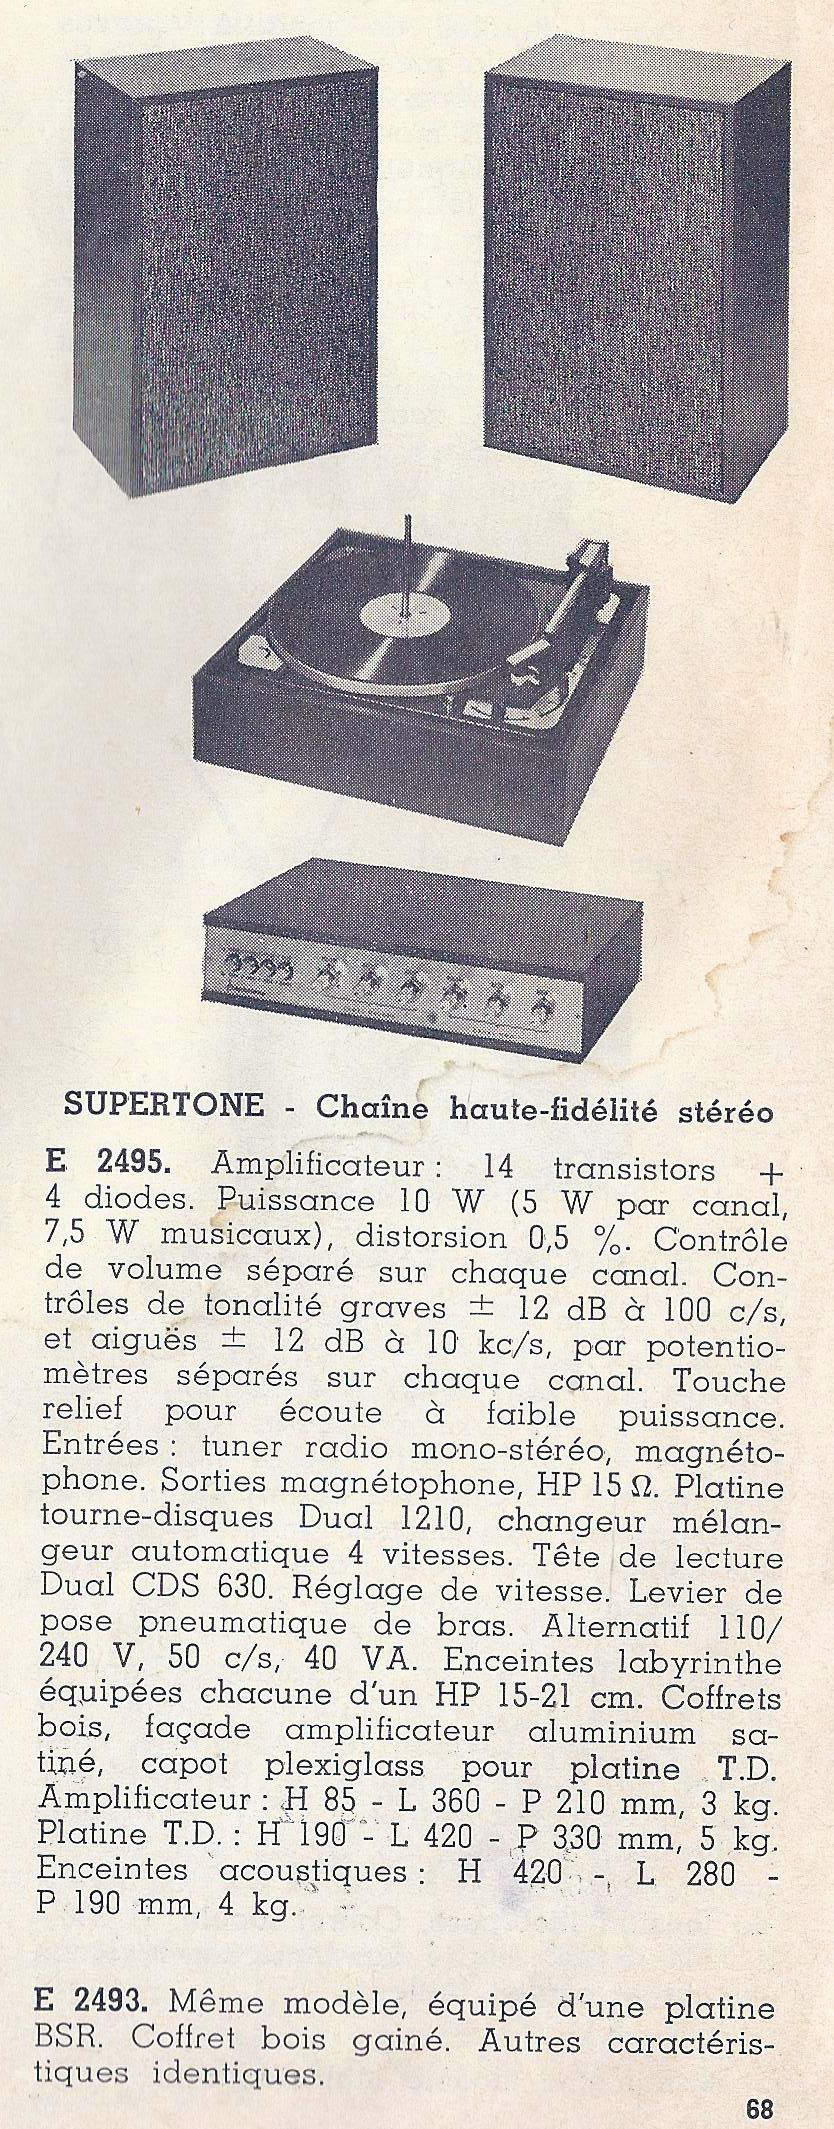 SUPERTONE - Chaîne haute-fidélité stéréo
E 2495. Amplificateur : 14 transistors +
4 diodes. Puissance 10 W (5 W par canal,
7,5 W musicaux), distorsion 0,5 %. Contrôle
de volume séparé sur chaque canal. Con-
trôles de tonalité graves ± 12 dB à 100 c/s,
et aiguës ± 12 dB à 10 kc/s, par potentio-
mètres séparés sur chaque canal. Touche
relief pour écoute à faible puissance.
Entrées : tuner radio mono-stéréo, magnéto-
phone. Sorties magnétophone, HP 15 Ω. Platine
tourne-disques Dual 1210, changeur mélan-
geur automatique 4 vitesses. Tête de lecture
Dual CDS 630. Réglage de vitesse. Levier de
pose pneumatique de bras. Alternatif 110/
240 V, 50 c/s, 40 VA. Enceintes labyrinthe
équipées chacune d'un HP 15-21 cm. Coffrets
bois, façade amplificateur aluminium sa-
tiné, capot plexiglass pour platine T.D.
Amplificateur : H 85 - L 360 - P 210 mm, 3 kg.
Platine T.D. : H 190 - L 420 - P 330 mm, 5 kg.
Enceintes acoustiques : H 420 - L 280 -
P 190 mm, 4 kg.
E 2493. Même modèle, équipé d'une platine
BSR. Coffret bois gainé. Autres caractéris-
tiques identiques.
68